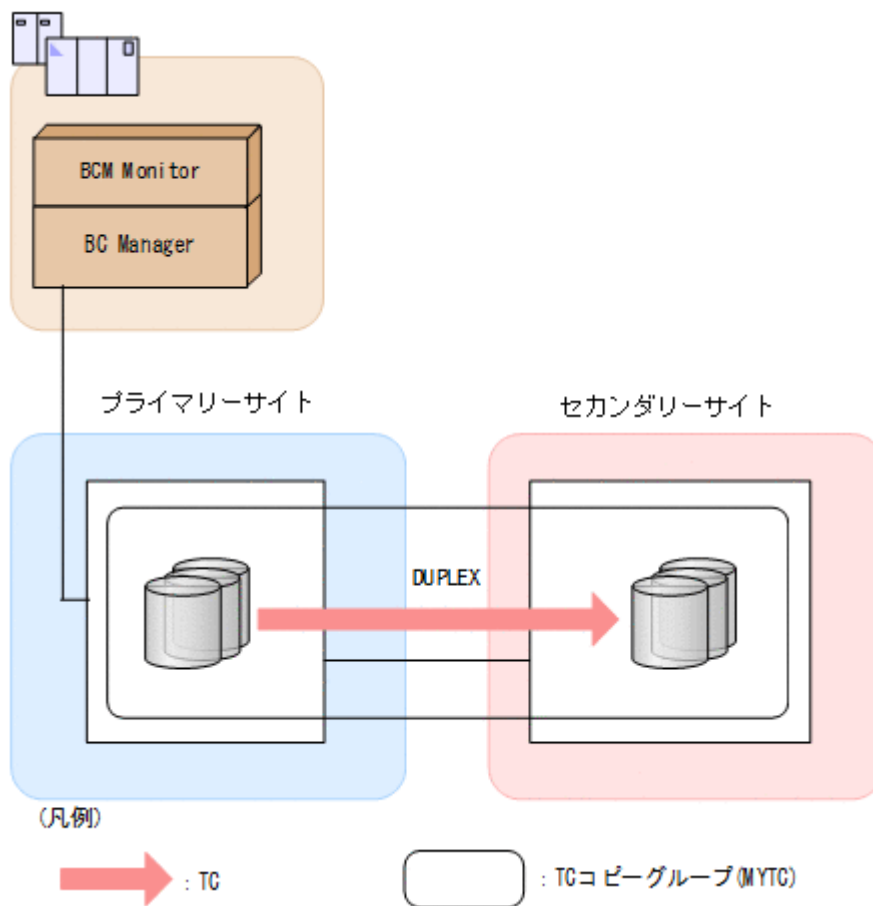 BCM Monitor
BC Manager
プライマリーサイト
セカンダリーサイト
DUPLEX
(凡例)
: TC
: TCコピーグループ(MYTC)